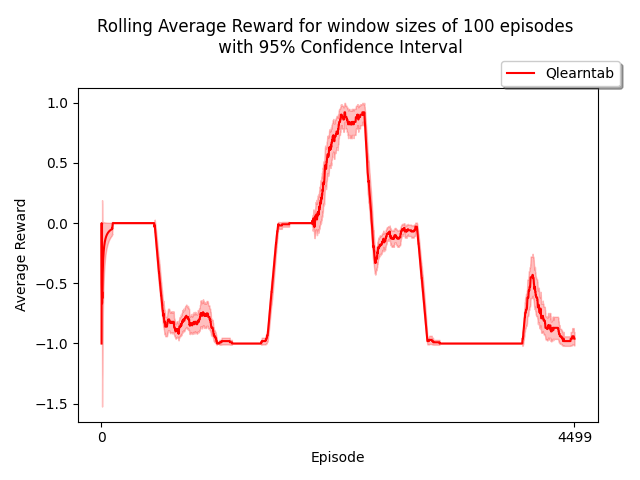 Rolling Average Reward for window sizes of 100 episodes
with 95% Confidence Interval
Qlearntab
1.0
0.5
0.0
−0.5
−1.0
−1.5
Average Reward
0
4499
Episode